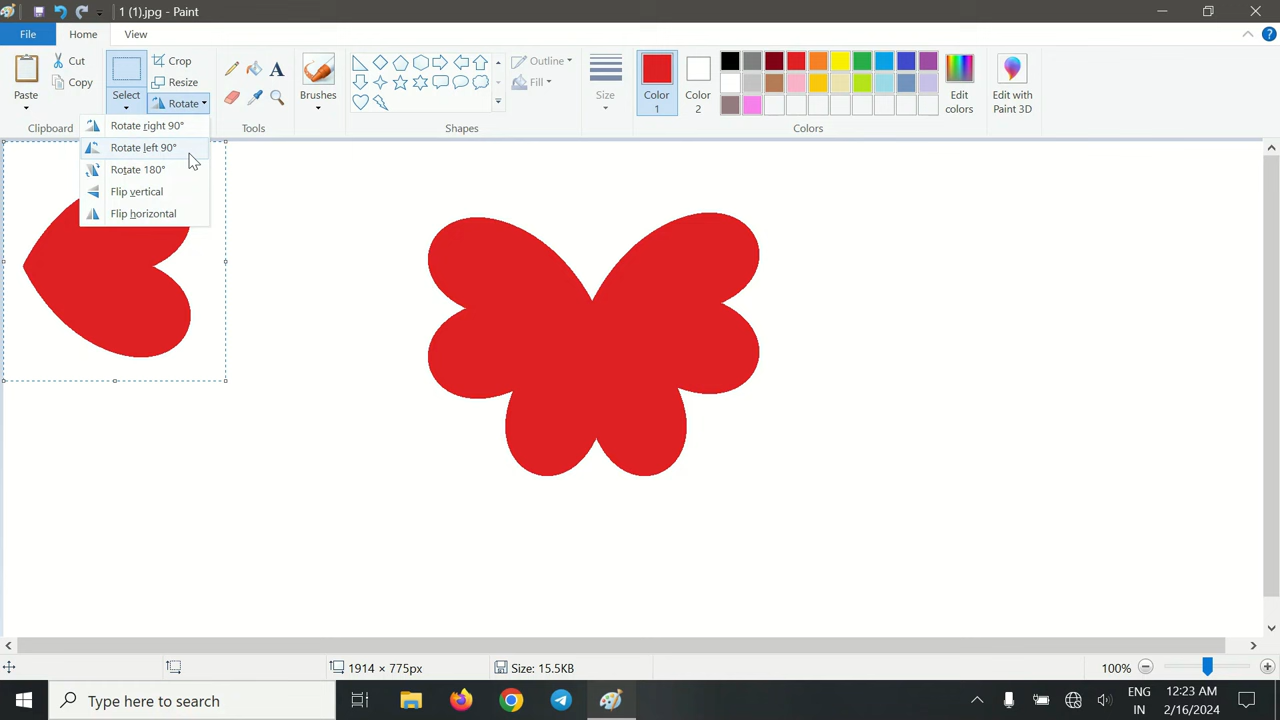 1 (1).jpg - Paint
File
Home
View
Paste
Cut
Copy
Clipboard
Select
Crop
Resize
Rotate
Rotate right 90°
Rotate left 90°
Rotate 180°
Flip vertical
Flip horizontal
Tools
Brushes
Outline
Fill
Shapes
Size
Color
1
Color
2
Edit
colors
Edit with
Paint 3D
Colors
1914 × 775px
Size: 15.5KB
100%
Type here to search
ENG
IN
12:23 AM
2/16/2024